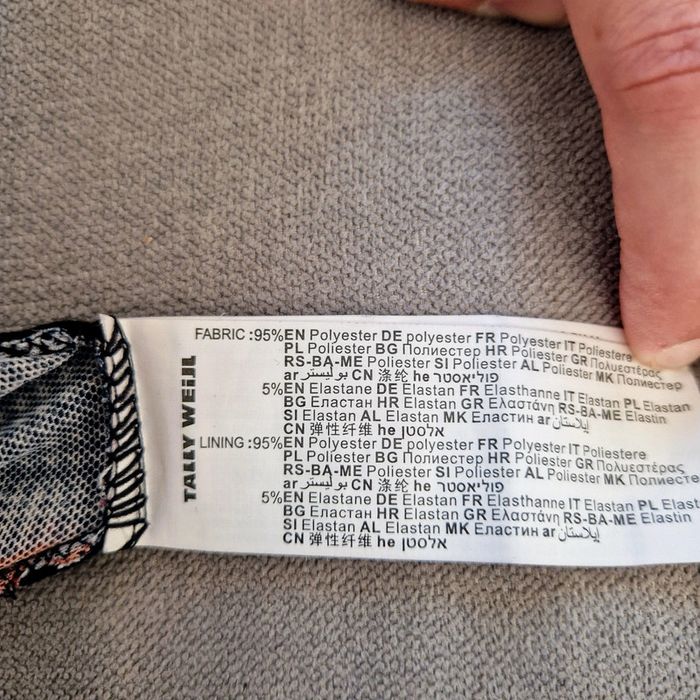 TALLY WEiJL
FABRIC :95%EN Polyester DE polyester FR Polyester IT Poliestere
PL Poliester BG Полиестер HR Poliester GR Πολυεστέρας
RS-BA-ME Poliester SI Poliester AL Poliester MK Полиестер
ar بوليستر CN 涤纶 he פוליאסטר
5%EN Elastane DE Elastan FR Elasthanne IT Elastan PL Elastan
BG Еластан HR Elastan GR Ελαστάνη RS-BA-ME Elastin
SI Elastan AL Elastan MK Еластин ar إيلاستان
CN 弹性纤维 he אלסטן
LINING :95%EN Polyester DE polyester FR Polyester IT Poliestere
PL Poliester BG Полиестер HR Poliester GR Πολυεστέρας
RS-BA-ME Poliester SI Poliester AL Poliester MK Полиестер
ar بوليستر CN 涤纶 he פוליאסטר
5%EN Elastane DE Elastan FR Elasthanne IT Elastan PL Elast
BG Еластан HR Elastan GR Ελαστάνη RS-BA-ME Elastin
SI Elastan AL Elastan MK Еластин ar إيلاستان
CN 弹性纤维 he אלסטן